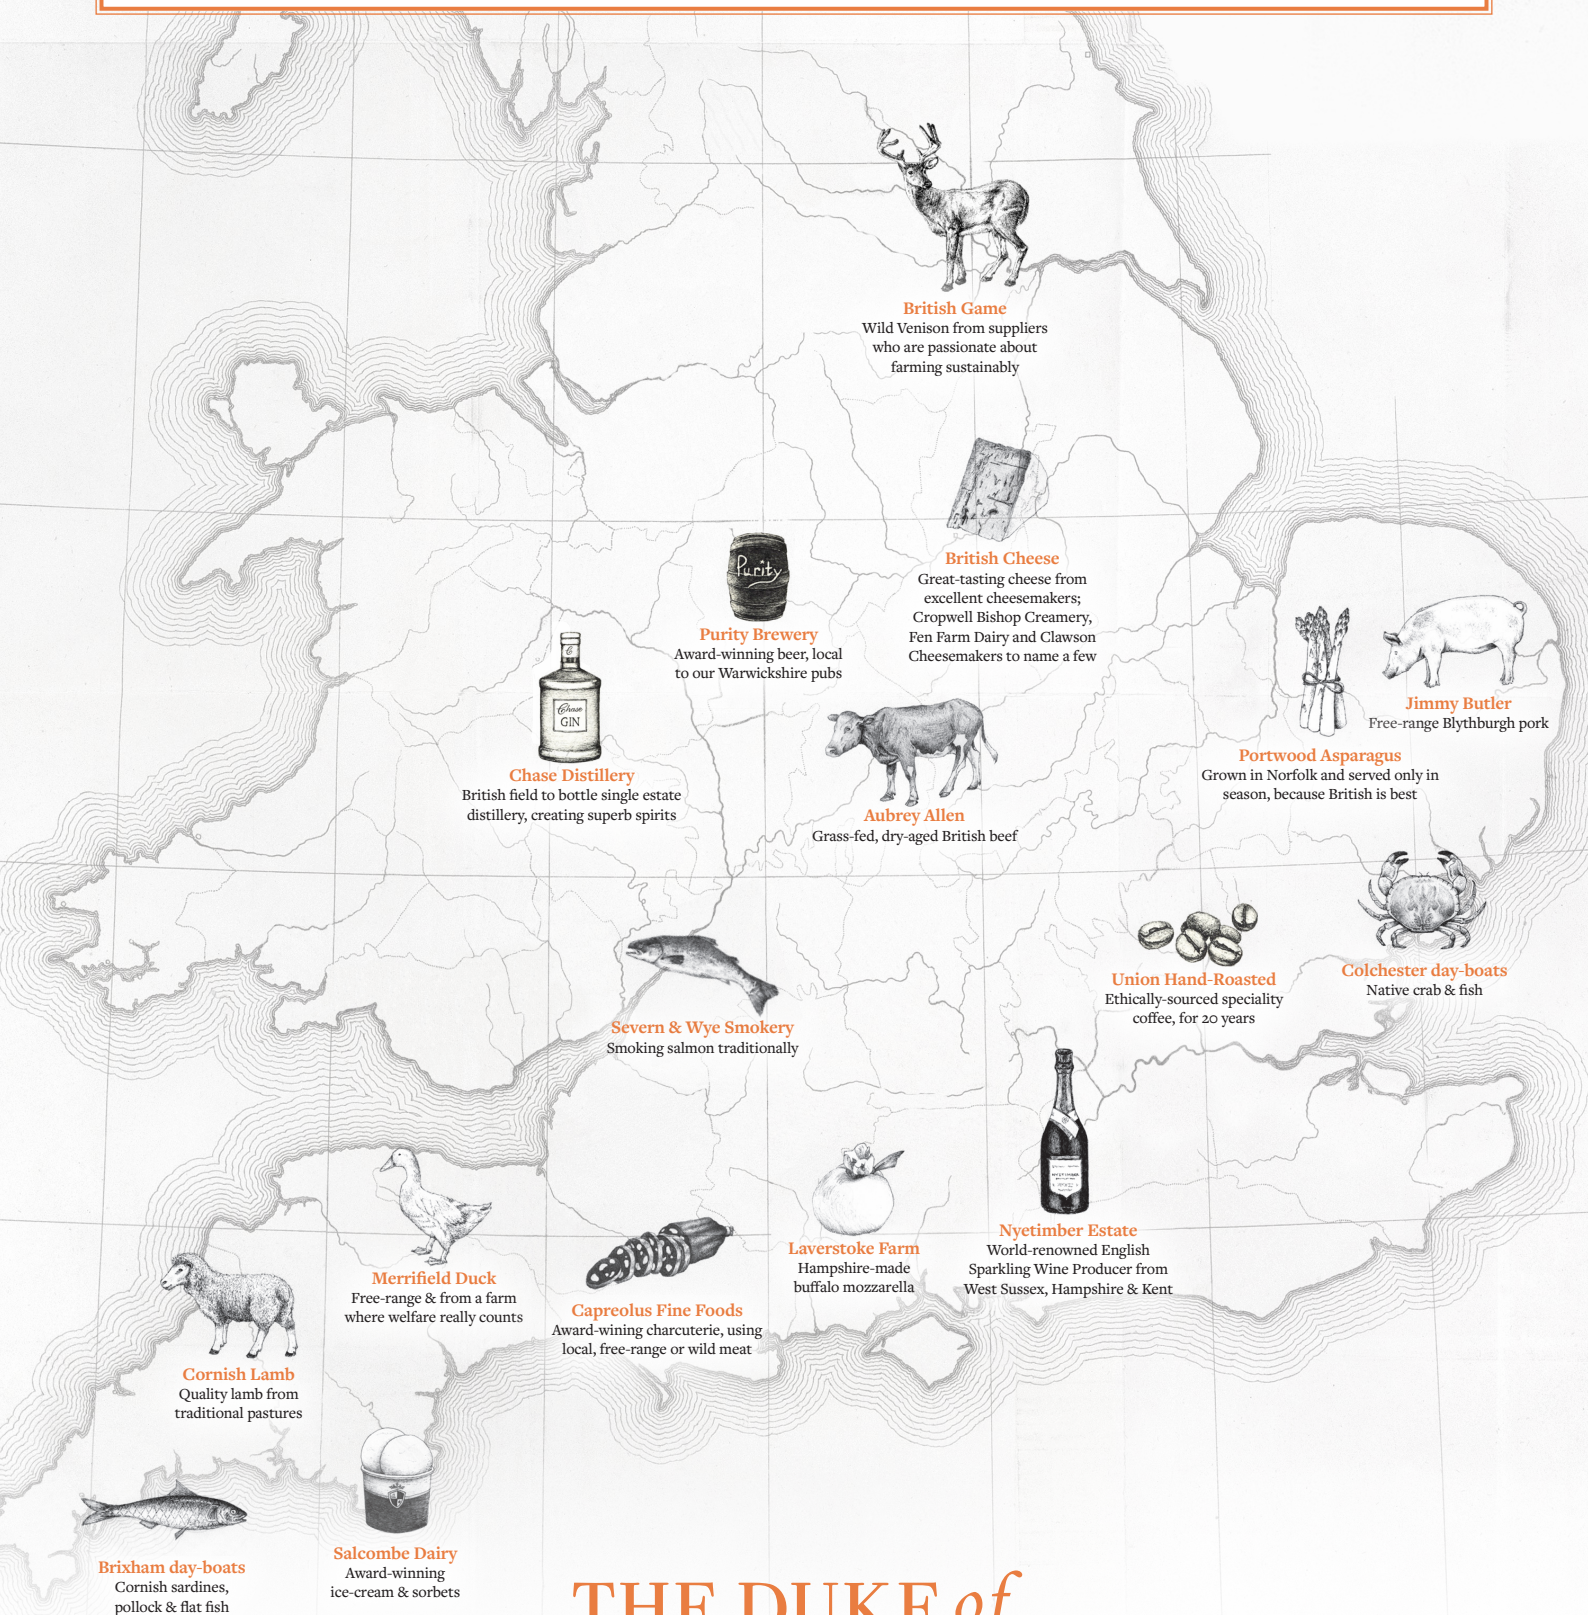 British Game
Wild Venison from suppliers
who are passionate about
farming sustainably
British Cheese
Great-tasting cheese from
excellent cheesemakers;
Cropwell Bishop Creamery,
Fen Farm Dairy and Clawson
Cheesemakers to name a few
Purity
Purity Brewery
Award-winning beer, local
to our Warwickshire pubs
Chase
GIN
Chase Distillery
British field to bottle single estate
distillery, creating superb spirits
Jimmy Butler
Free-range Blythburgh pork
Portwood Asparagus
Grown in Norfolk and served only in
season, because British is best
Aubrey Allen
Grass-fed, dry-aged British beef
Union Hand-Roasted
Ethically-sourced speciality
coffee, for 20 years
Colchester day-boats
Native crab & fish
Severn & Wye Smokery
Smoking salmon traditionally
Nyetimber Estate
World-renowned English
Sparkling Wine Producer from
West Sussex, Hampshire & Kent
Laverstoke Farm
Hampshire-made
buffalo mozzarella
Merrifield Duck
Free-range & from a farm
where welfare really counts
Capreolus Fine Foods
Award-wining charcuterie, using
local, free-range or wild meat
Cornish Lamb
Quality lamb from
traditional pastures
Salcombe Dairy
Award-winning
ice-cream & sorbets
Brixham day-boats
Cornish sardines,
pollock & flat fish
THE DUKE of